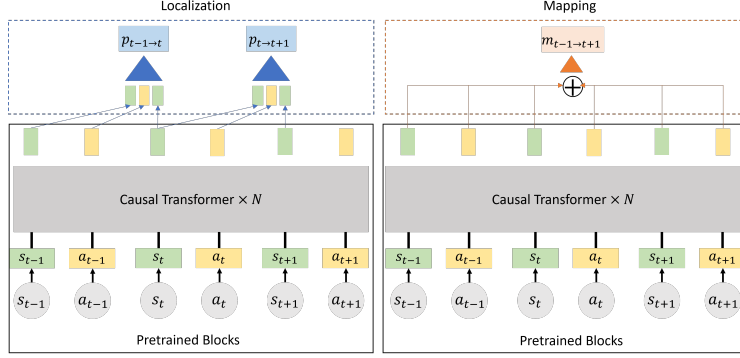 Localization
p_{t-1→t}
p_{t→t+1}
Causal Transformer × N
s_{t-1} a_{t-1} s_t a_t s_{t+1} a_{t+1}
s_{t-1} a_{t-1} s_t a_t s_{t+1} a_{t+1}
Pretrained Blocks
Mapping
m_{t-1→t+1}
+
Causal Transformer × N
s_{t-1} a_{t-1} s_t a_t s_{t+1} a_{t+1}
s_{t-1} a_{t-1} s_t a_t s_{t+1} a_{t+1}
Pretrained Blocks